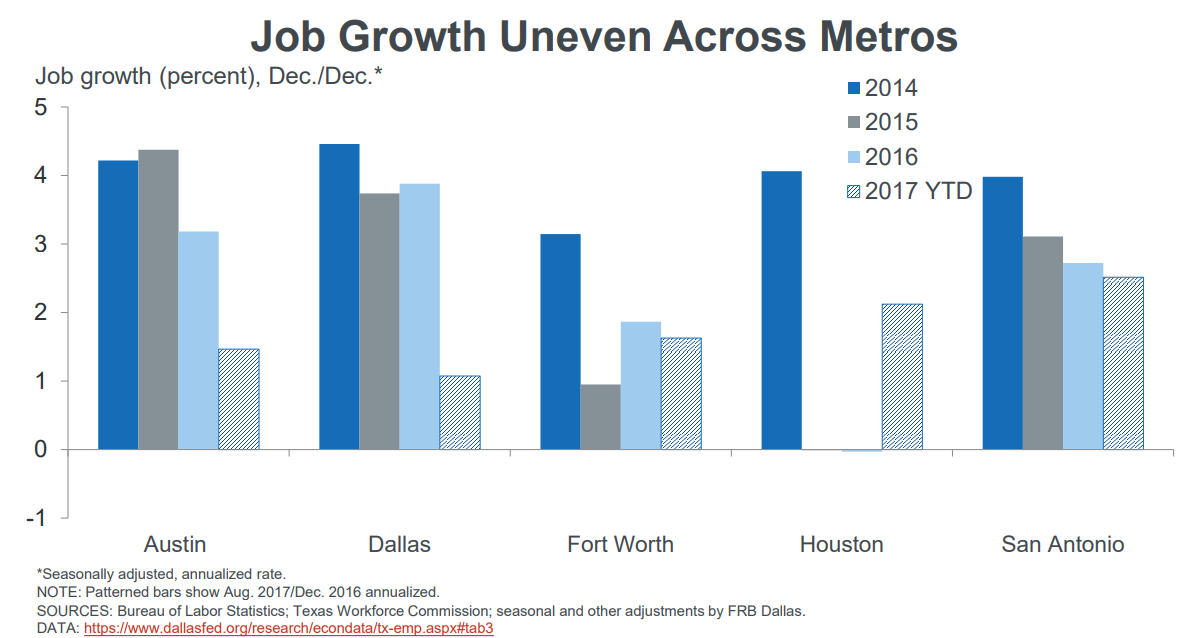 Job Growth Uneven Across Metros
Job growth (percent), Dec./Dec.*
2014
2015
2016
2017 YTD
5
4
3
2
1
0
-1
Austin
Dallas
Fort Worth
Houston
San Antonio
*Seasonally adjusted, annualized rate.
NOTE: Patterned bars show Aug. 2017/Dec. 2016 annualized.
SOURCES: Bureau of Labor Statistics; Texas Workforce Commission; seasonal and other adjustments by FRB Dallas.
DATA: https://www.dallasfed.org/research/econdata/tx-emp.aspx#tab3